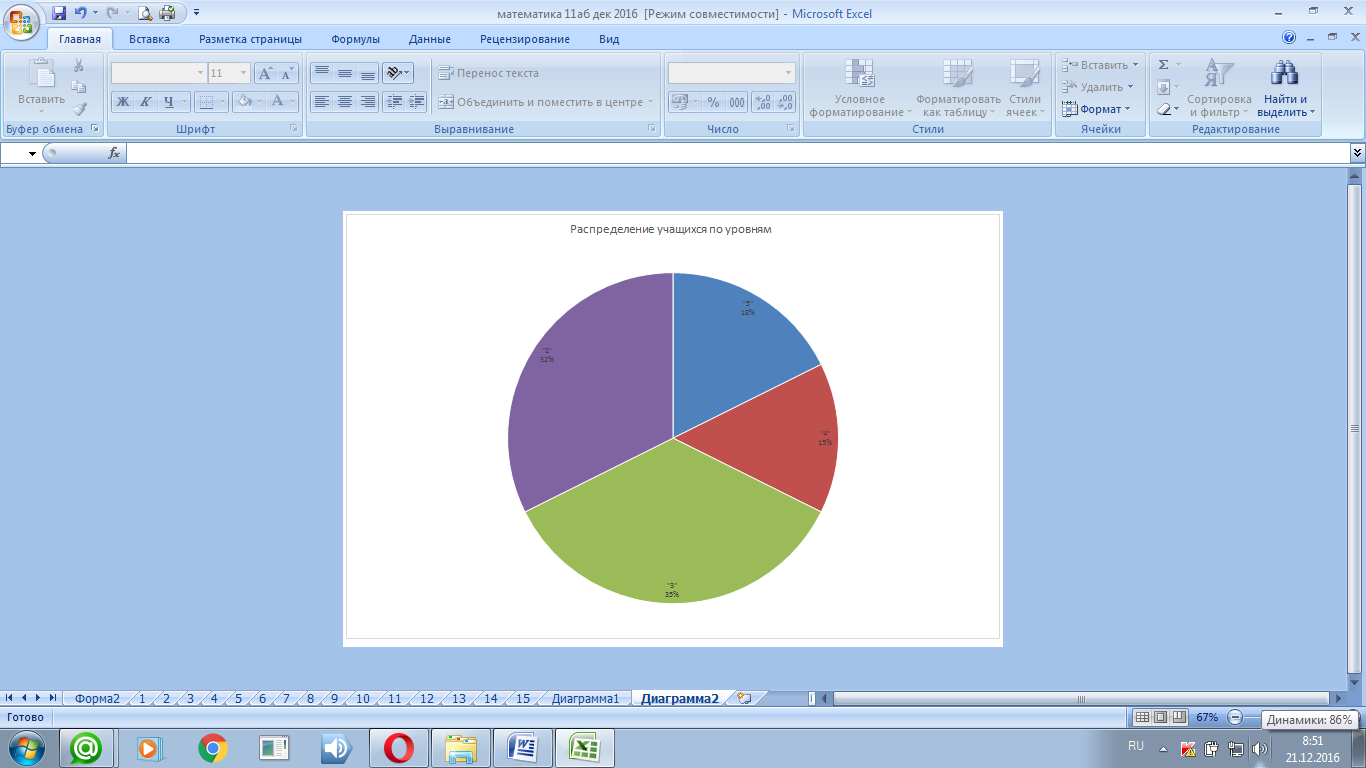 математика 11аб дек 2016 [Режим совместимости] - Microsoft Excel
Главная Вставка Разметка страницы Формулы Данные Рецензирование Вид
Вставить
Буфер обмена
11
Ж К Ч
Шрифт
Перенос текста
Объединить и поместить в центре
Выравнивание
% 000
Число
Условное форматирование
Форматировать как таблицу
Стили ячеек
Стили
Вставить
Удалить
Формат
Ячейки
Σ
Сортировка и фильтр
Найти и выделить
Редактирование
fx
Распределение учащихся по уровням
"5"
18%
"4"
15%
"3"
35%
"2"
32%
Форма2 1 2 3 4 5 6 7 8 9 10 11 12 13 14 15 Диаграмма1 Диаграмма2
Готово
67%
Динамики: 86%
RU
8:51
21.12.2016